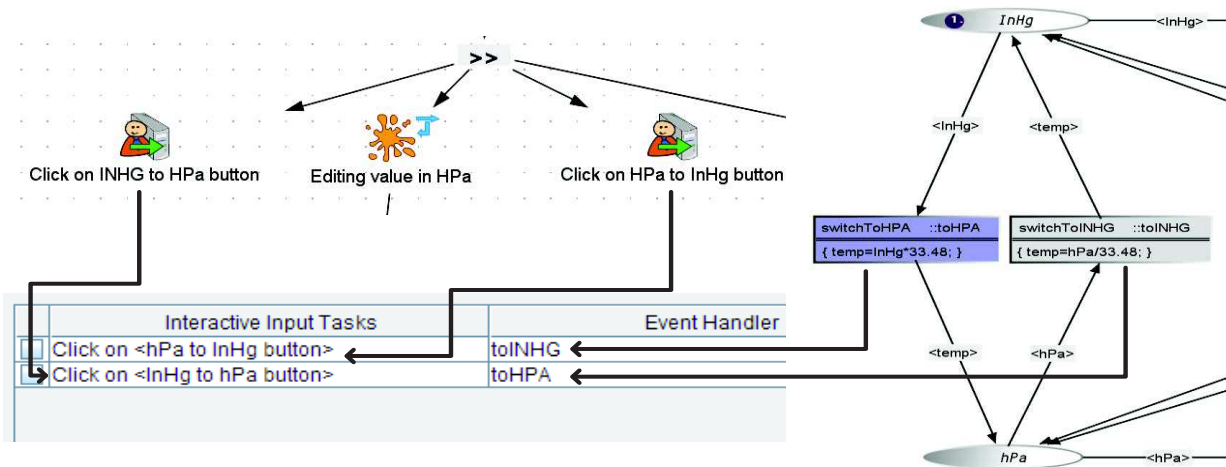 >>
Click on INHG to HPa button
Editing value in HPa
Click on HPa to InHg button
Interactive Input Tasks
Event Handler
Click on <hPa to InHg button>
toINHG
Click on <InHg to hPa button>
toHPA
1
InHg
<InHg>
<InHg>
<temp>
switchToHPA ::toHPA
{ temp=InHg*33.48; }
switchToINHG ::toINHG
{ temp=hPa/33.48; }
<temp>
<hPa>
hPa
<hPa>